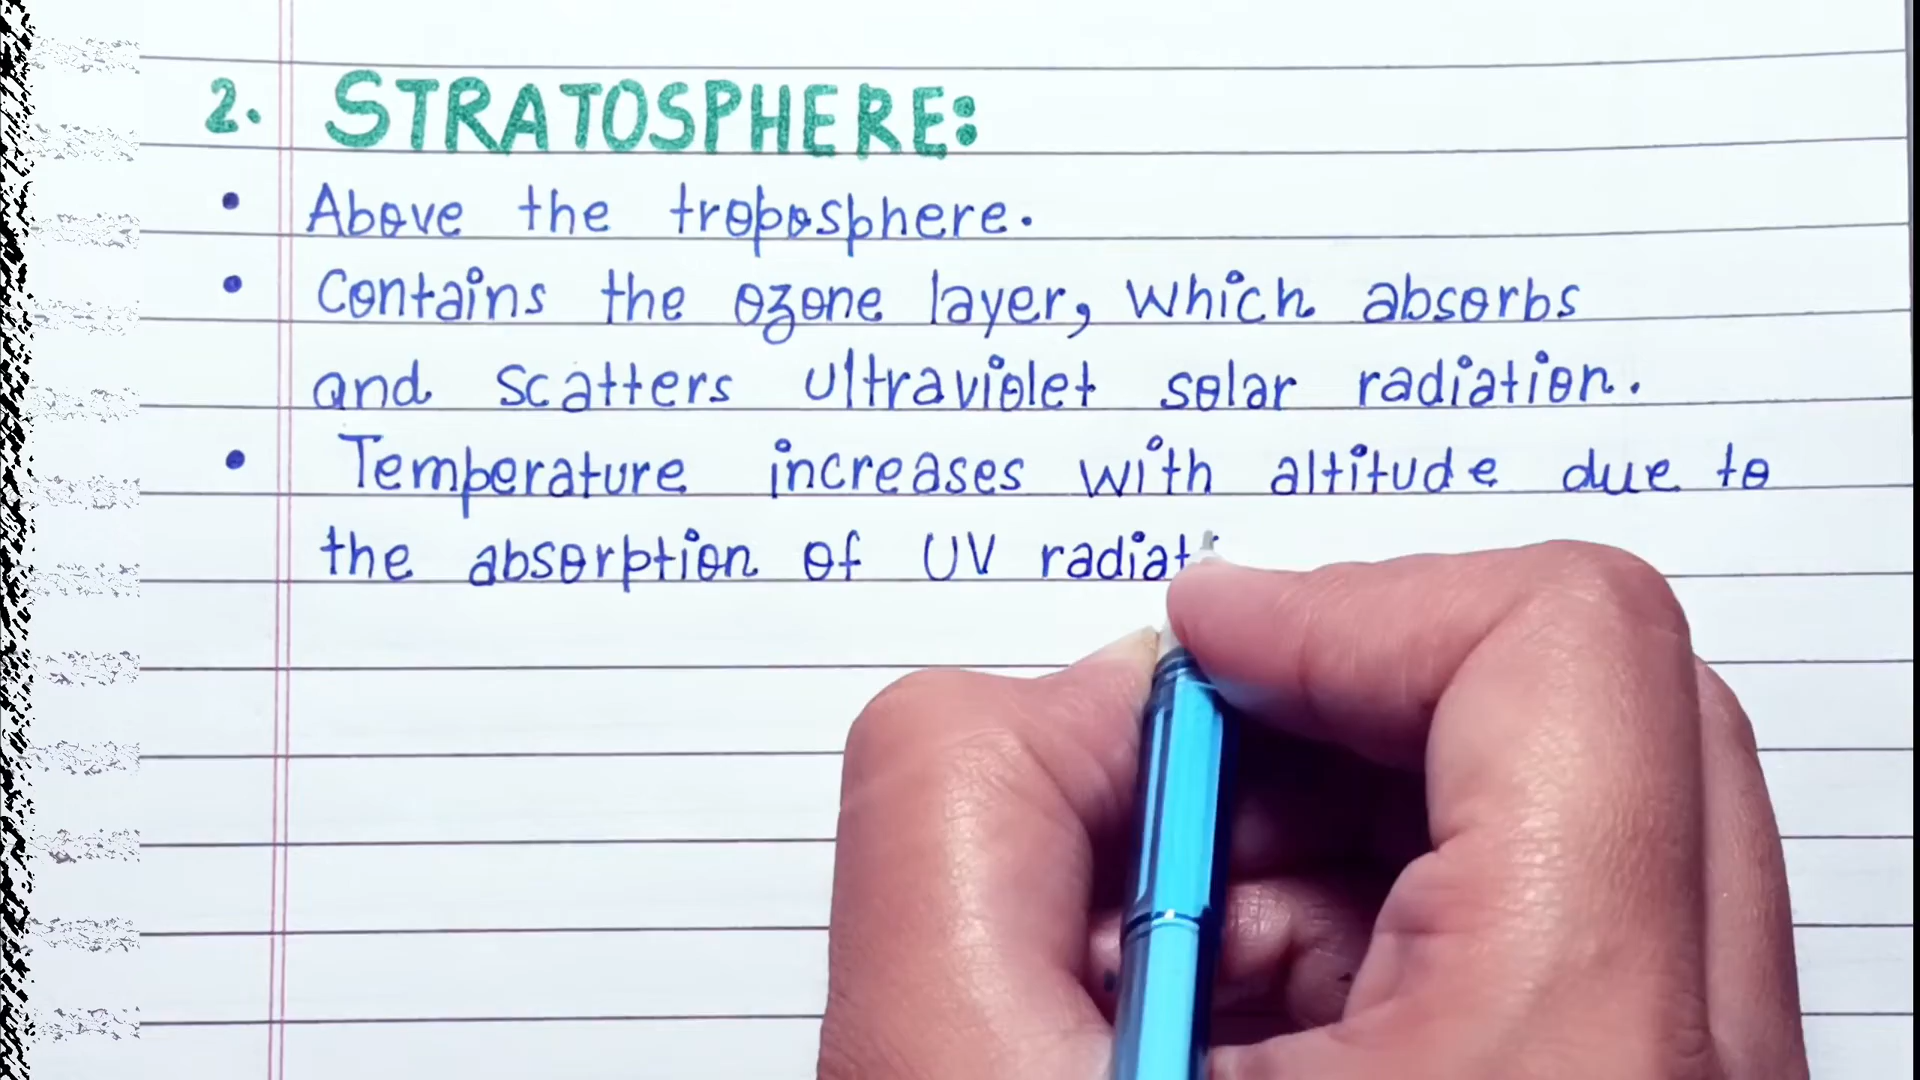 2. STRATOSPHERE:
• Above the troposphere.
• Contains the ozone layer, which absorbs
and scatters ultraviolet solar radiation.
• Temperature increases with altitude due to
the absorption of UV radiati